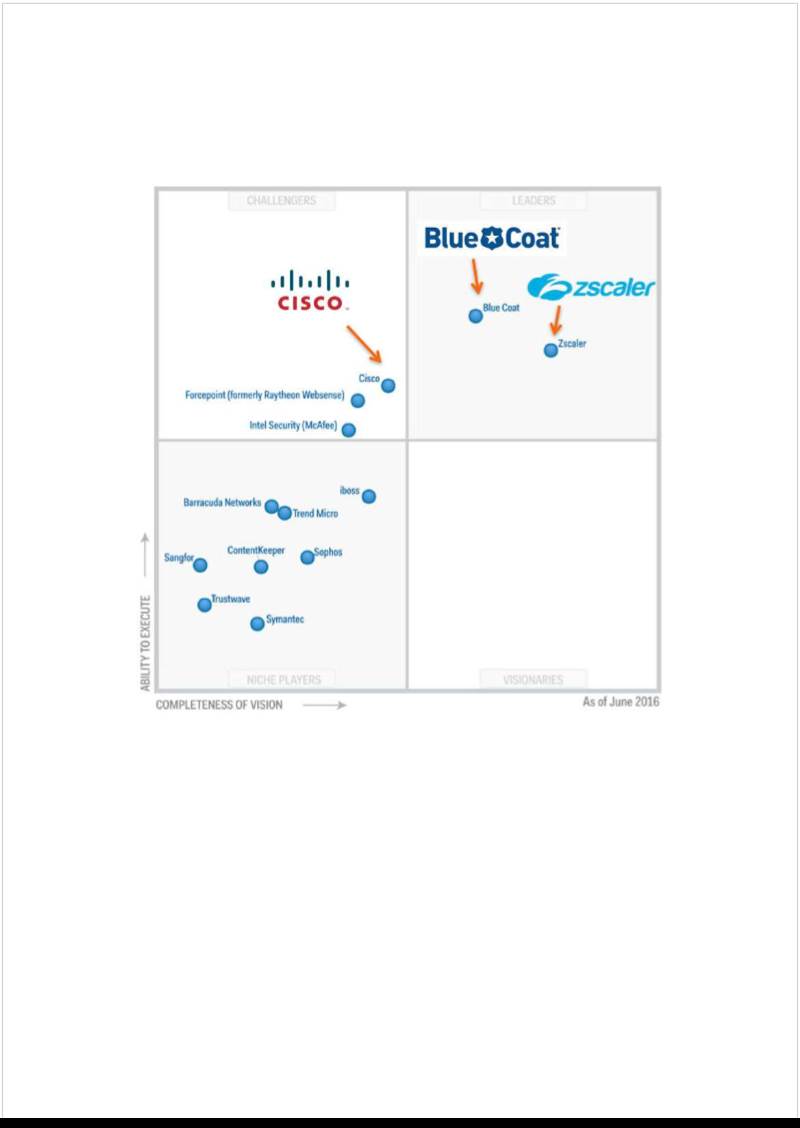 CHALLENGERS
LEADERS
Blue Coat
CISCO
zscaler
Blue Coat
Zscaler
Cisco
Forcepoint (formerly Raytheon Websense)
Intel Security (McAfee)
iboss
Barracuda Networks
Trend Micro
ContentKeeper
Sophos
Sangfor
Trustwave
Symantec
ABILITY TO EXECUTE
NICHE PLAYERS
VISIONARIES
COMPLETENESS OF VISION
As of June 2016